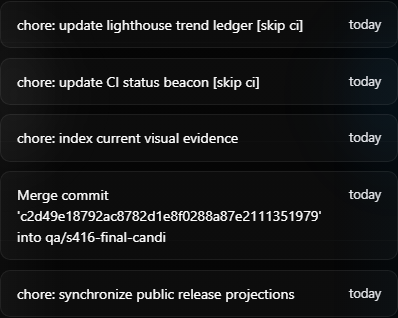 chore: update lighthouse trend ledger [skip ci] today
chore: update CI status beacon [skip ci] today
chore: index current visual evidence today
Merge commit today
'c2d49e18792ac8782d1e8f0288a87e2111351979'
into qa/s416-final-candi
chore: synchronize public release projections today